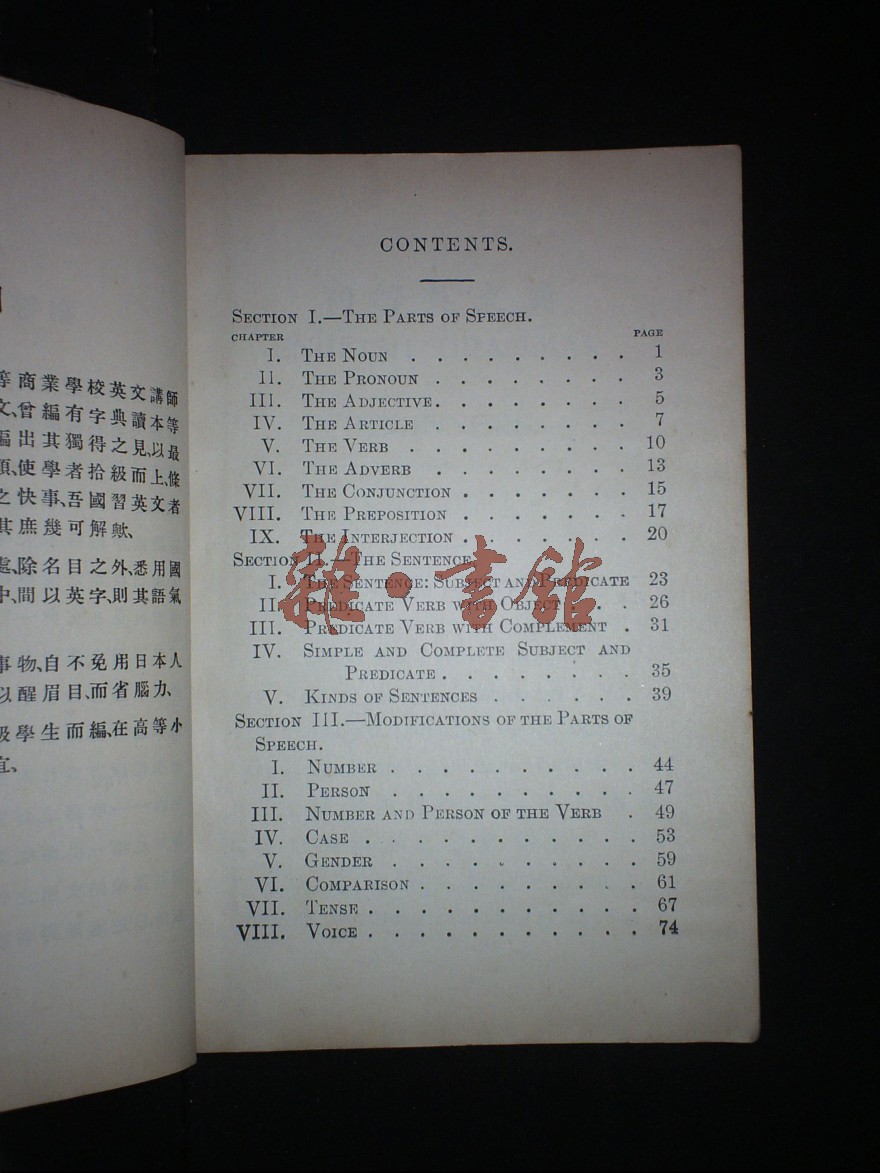 等商業學校英文講師
文、曾編有字典讀本等
編出其獨得之見、以最
須、使學者拾級而上、條
之快事、吾國習英文者
其庶幾可解歟、
處、除名目之外、悉用國
中、間以英字、則其語氣
事物、自不免用日本人
以醒眉目、而省腦力、
級學生而編、在高等小
宜、
CONTENTS.
SECTION I.—THE PARTS OF SPEECH.
CHAPTER PAGE
I. THE NOUN . . . . . . . . . 1
II. THE PRONOUN . . . . . . . . 3
III. THE ADJECTIVE . . . . . . . . 5
IV. THE ARTICLE . . . . . . . . 7
V. THE VERB . . . . . . . . . 10
VI. THE ADVERB . . . . . . . . 13
VII. THE CONJUNCTION . . . . . . . 15
VIII. THE PREPOSITION . . . . . . . 17
IX. THE INTERJECTION . . . . . . . 20
SECTION II.—THE SENTENCE
I. THE SENTENCE: SUBJECT AND PREDICATE 23
II. PREDICATE VERB WITH OBJECT . . . 26
III. PREDICATE VERB WITH COMPLEMENT . 31
IV. SIMPLE AND COMPLETE SUBJECT AND
PREDICATE . . . . . . . . 35
V. KINDS OF SENTENCES . . . . . . 39
SECTION III.—MODIFICATIONS OF THE PARTS OF
SPEECH.
I. NUMBER . . . . . . . . . . 44
II. PERSON . . . . . . . . . . 47
III. NUMBER AND PERSON OF THE VERB . 49
IV. CASE . . . . . . . . . . . 53
V. GENDER . . . . . . . . . . 59
VI. COMPARISON . . . . . . . . . 61
VII. TENSE . . . . . . . . . . . 67
VIII. VOICE . . . . . . . . . . . 74
雜·書館